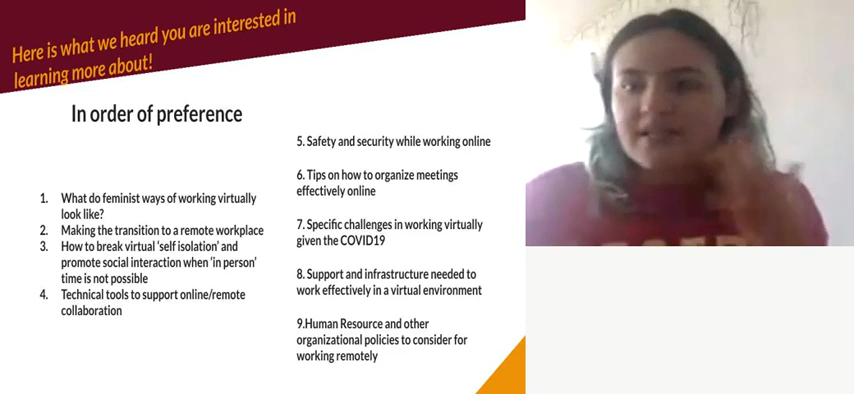 Here is what we heard you are interested in
learning more about!
In order of preference
1. What do feminist ways of working virtually
look like?
2. Making the transition to a remote workplace
3. How to break virtual 'self isolation' and
promote social interaction when 'in person'
time is not possible
4. Technical tools to support online/remote
collaboration
5. Safety and security while working online
6. Tips on how to organize meetings
effectively online
7. Specific challenges in working virtually
given the COVID19
8. Support and infrastructure needed to
work effectively in a virtual environment
9.Human Resource and other
organizational policies to consider for
working remotely